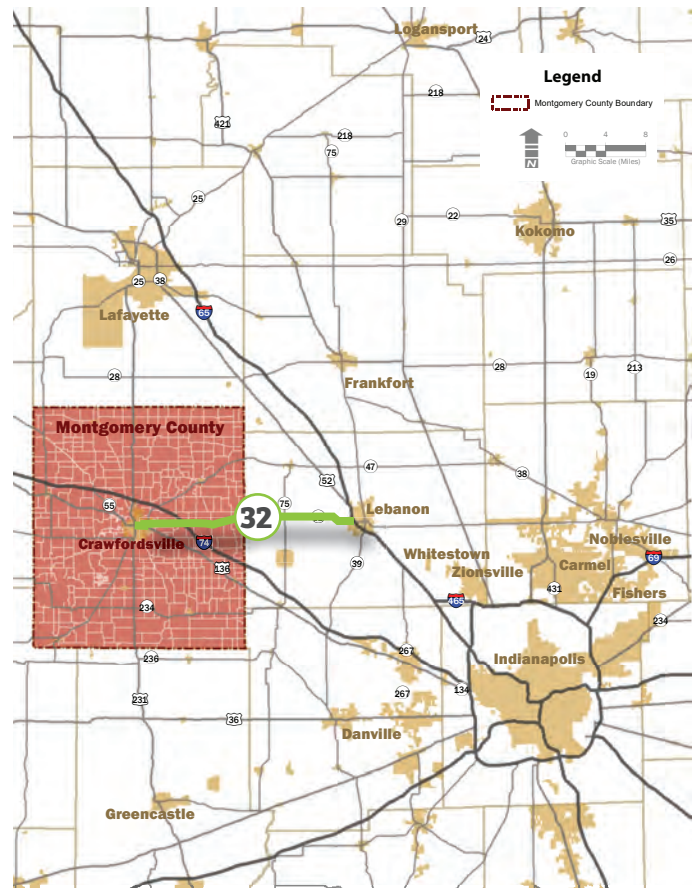 Logansport
24
Legend
Montgomery County Boundary
218
421
218
75
0 4 8
Graphic Scale (Miles)
N
25
29
22
35
Kokomo
26
25
38
Lafayette
65
28
Frankfort
28
19
213
Montgomery County
47
38
52
55
75
32
Lebanon
Crawfordsville
74
136
39
Whitestown
Zionsville
Noblesville
69
Carmel
431
Fishers
465
234
234
236
267
Indianapolis
231
267
134
36
Danville
Greencastle